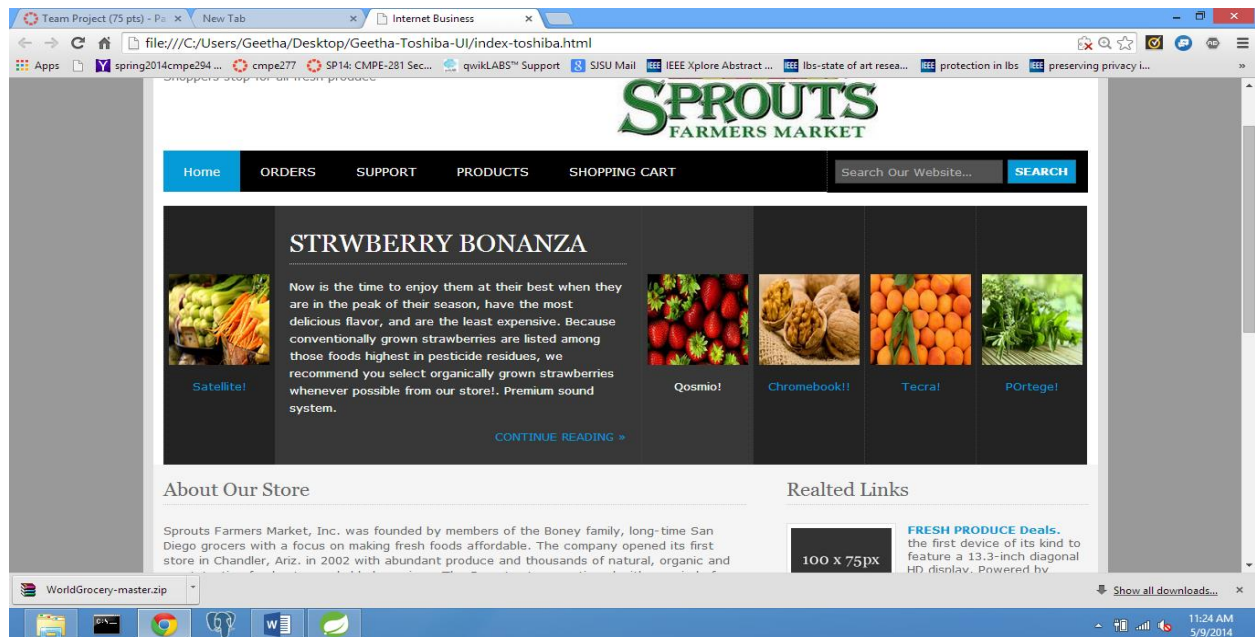 Team Project (75 pts) - Pa
New Tab
Internet Business
file:///C:/Users/Geetha/Desktop/Geetha-Toshiba-UI/index-toshiba.html
Apps
spring2014cmpe294 ...
cmpe277
SP14: CMPE-281 Sec...
qwikLABS™ Support
SJSU Mail
IEEE Xplore Abstract ...
lbs-state of art resea...
protection in lbs
preserving privacy i...
»
Shoppers stop for all fresh produce
SPROUTS
FARMERS MARKET
Home
ORDERS
SUPPORT
PRODUCTS
SHOPPING CART
Search Our Website...
SEARCH
Satellite!
STRWBERRY BONANZA
Now is the time to enjoy them at their best when they
are in the peak of their season, have the most
delicious flavor, and are the least expensive. Because
conventionally grown strawberries are listed among
those foods highest in pesticide residues, we
recommend you select organically grown strawberries
whenever possible from our store!. Premium sound
system.
CONTINUE READING »
Qosmio!
Chromebook!!
Tecra!
POrtege!
About Our Store
Sprouts Farmers Market, Inc. was founded by members of the Boney family, long-time San
Diego grocers with a focus on making fresh foods affordable. The company opened its first
store in Chandler, Ariz. in 2002 with abundant produce and thousands of natural, organic and
Realted Links
100 x 75px
FRESH PRODUCE Deals.
the first device of its kind to
feature a 13.3-inch diagonal
HD display. Powered by
WorldGrocery-master.zip
Show all downloads...
11:24 AM
5/9/2014